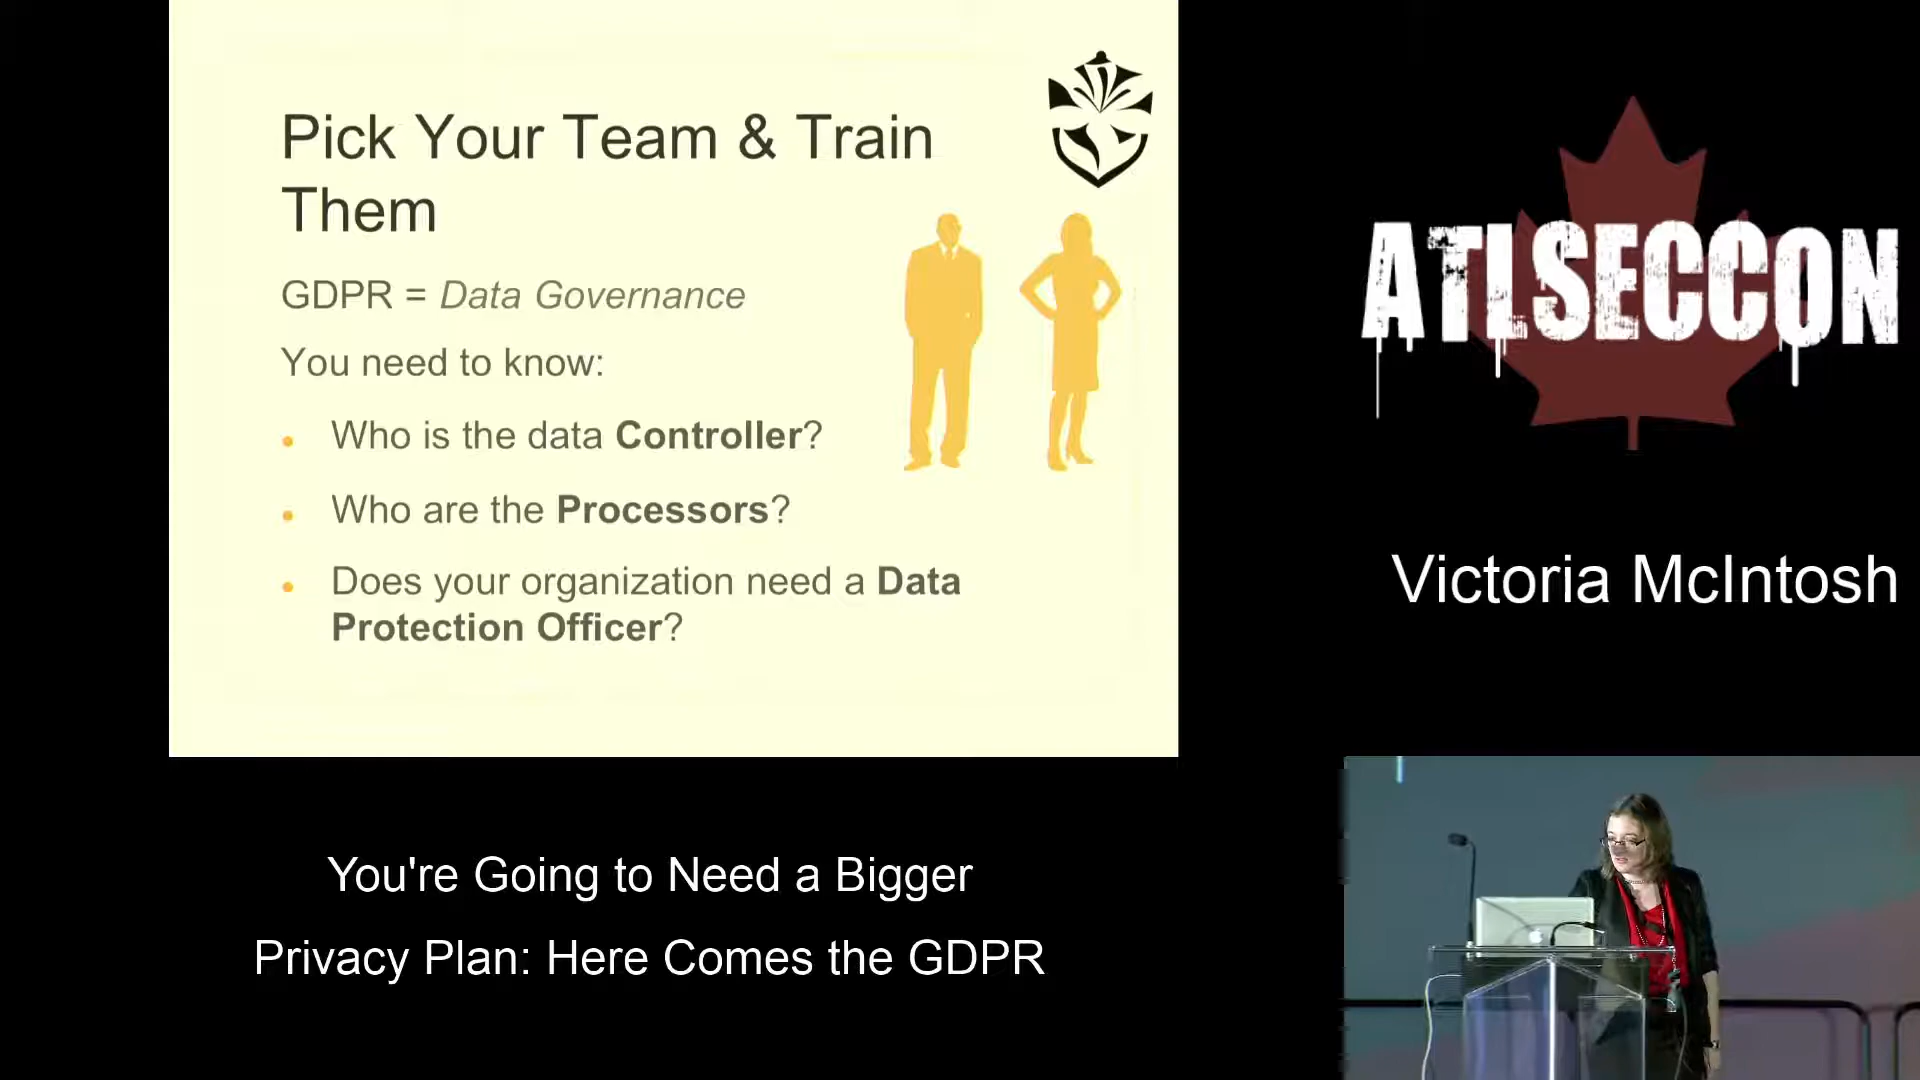 Pick Your Team & Train
Them
GDPR = Data Governance
You need to know:
Who is the data Controller?
Who are the Processors?
Does your organization need a Data
Protection Officer?
ATLSECCON
Victoria McIntosh
You're Going to Need a Bigger
Privacy Plan: Here Comes the GDPR